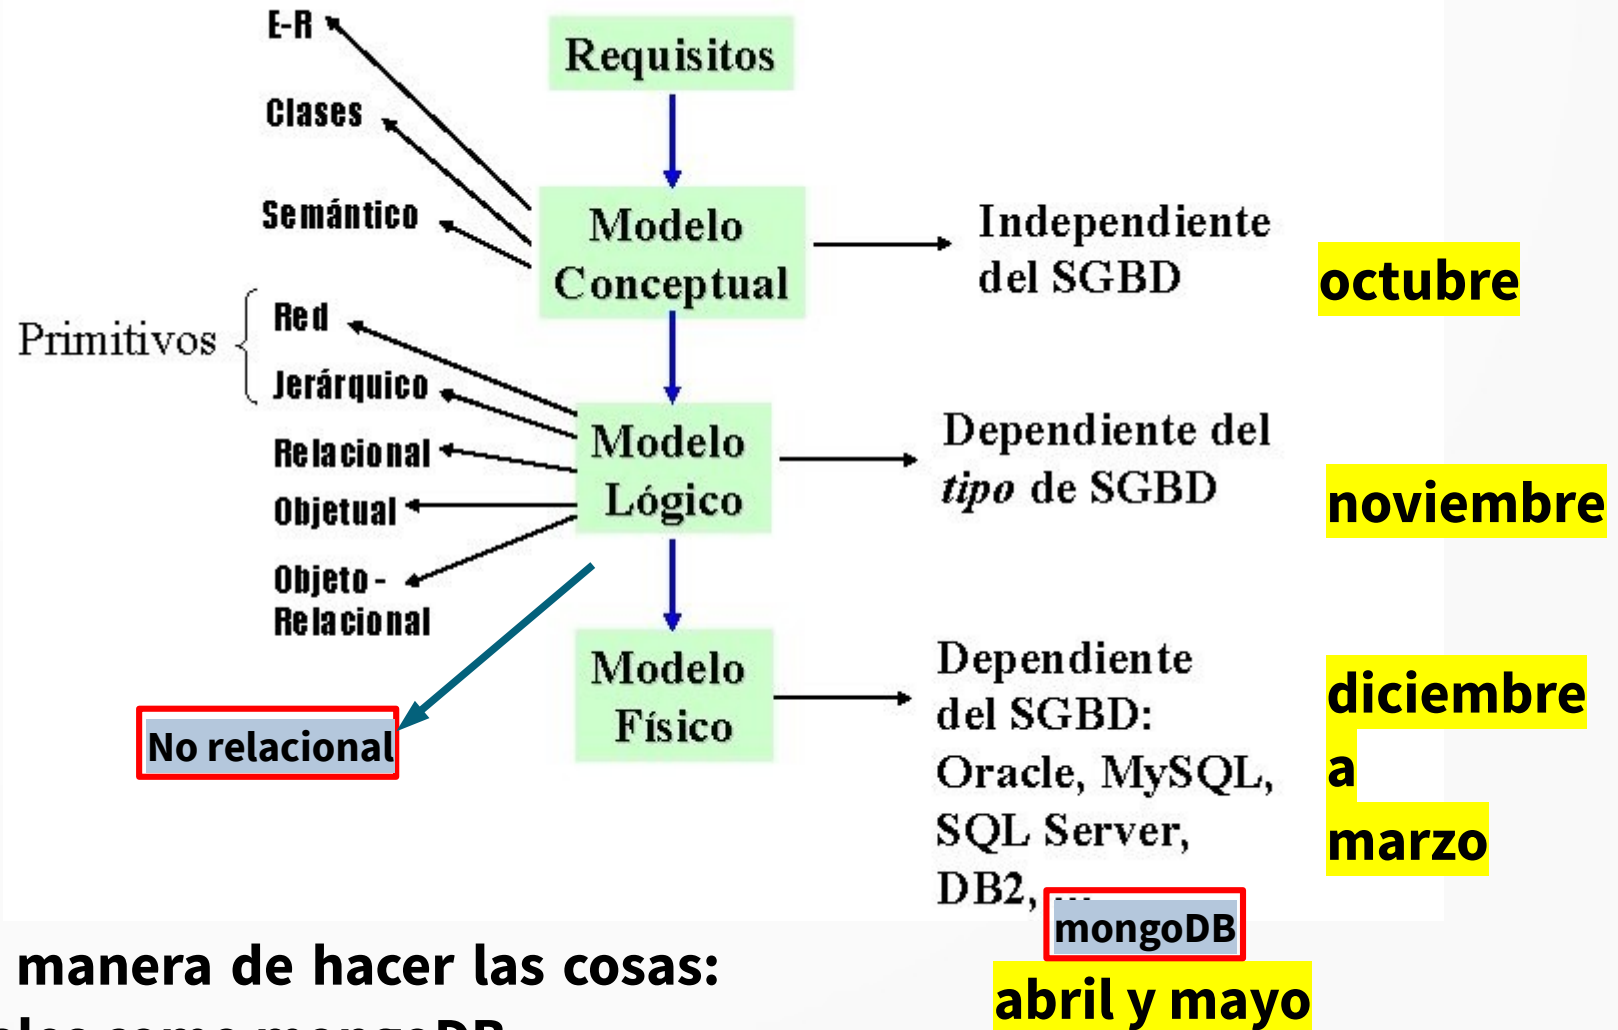 E-R
Requisitos
Clases
Semántico
Modelo
Conceptual
Independiente
del SGBD
octubre
Primitivos
Red
Jerárquico
Relacional
Objetual
Objeto -
Relacional
Modelo
Lógico
Dependiente del
tipo de SGBD
noviembre
No relacional
Modelo
Físico
Dependiente
del SGBD:
Oracle, MySQL,
SQL Server,
DB2, ...
diciembre
a
marzo
mongoDB
abril y mayo
manera de hacer las cosas:
como mongoDB